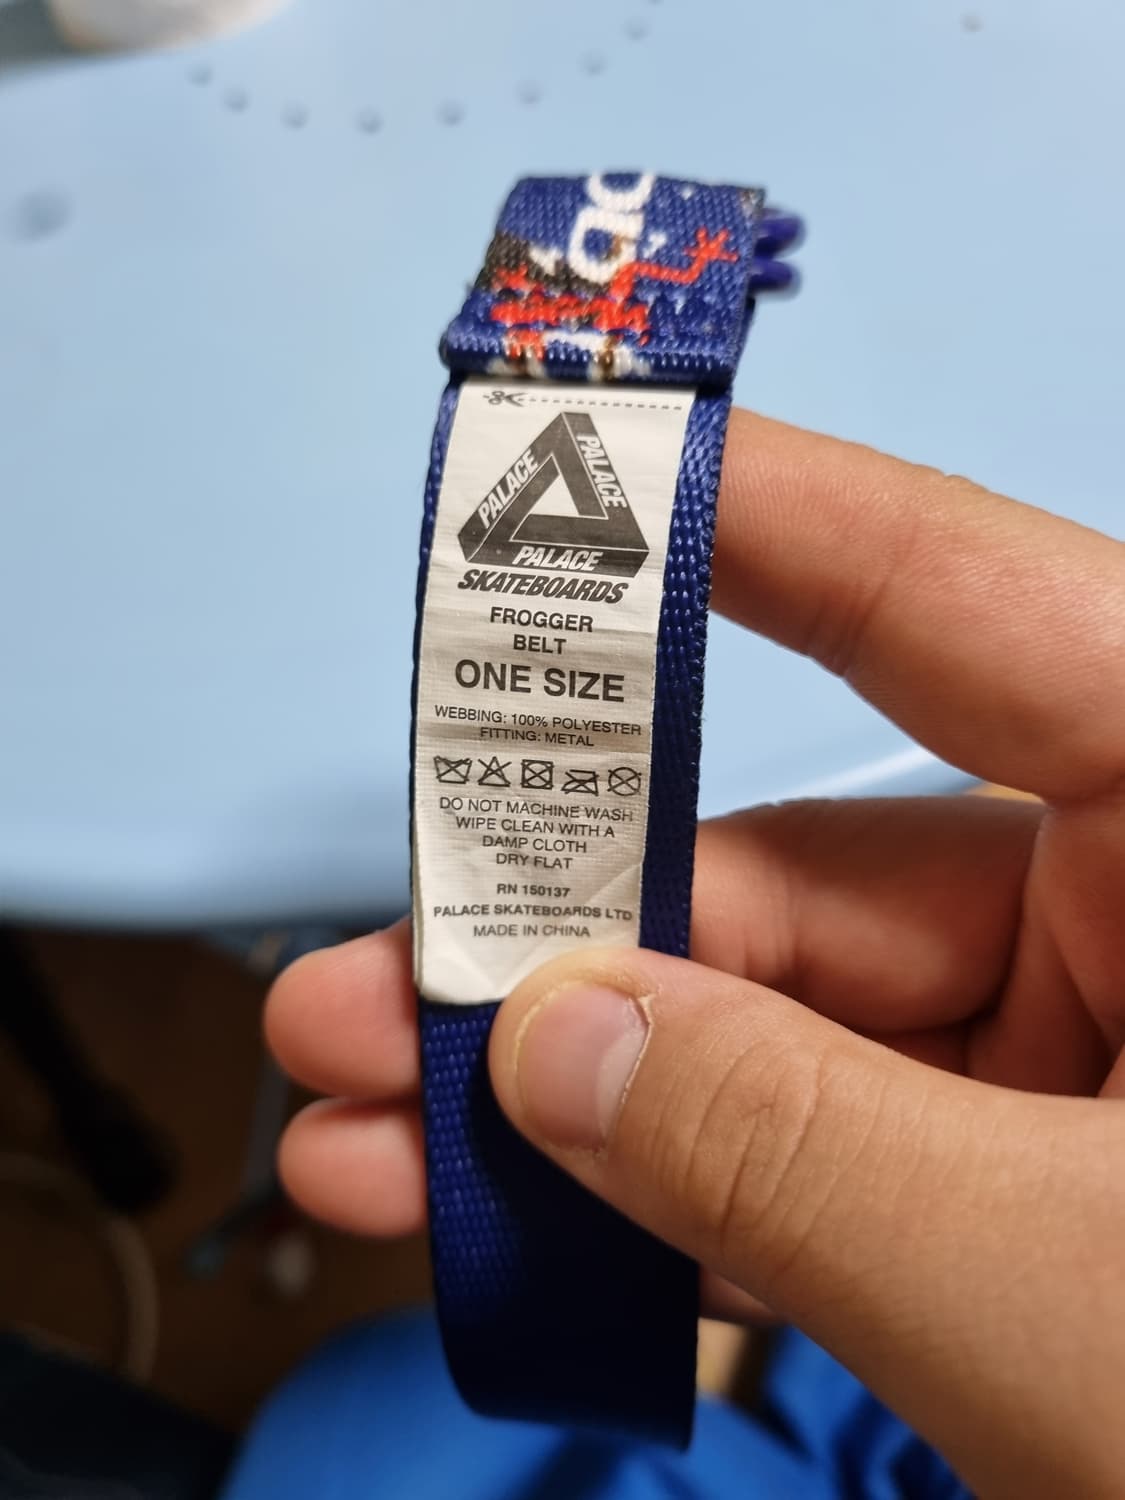 PALACE
PALACE
PALACE
SKATEBOARDS
FROGGER
BELT
ONE SIZE
WEBBING: 100% POLYESTER
FITTING: METAL
DO NOT MACHINE WASH
WIPE CLEAN WITH A
DAMP CLOTH
DRY FLAT
RN 150137
PALACE SKATEBOARDS LTD
MADE IN CHINA